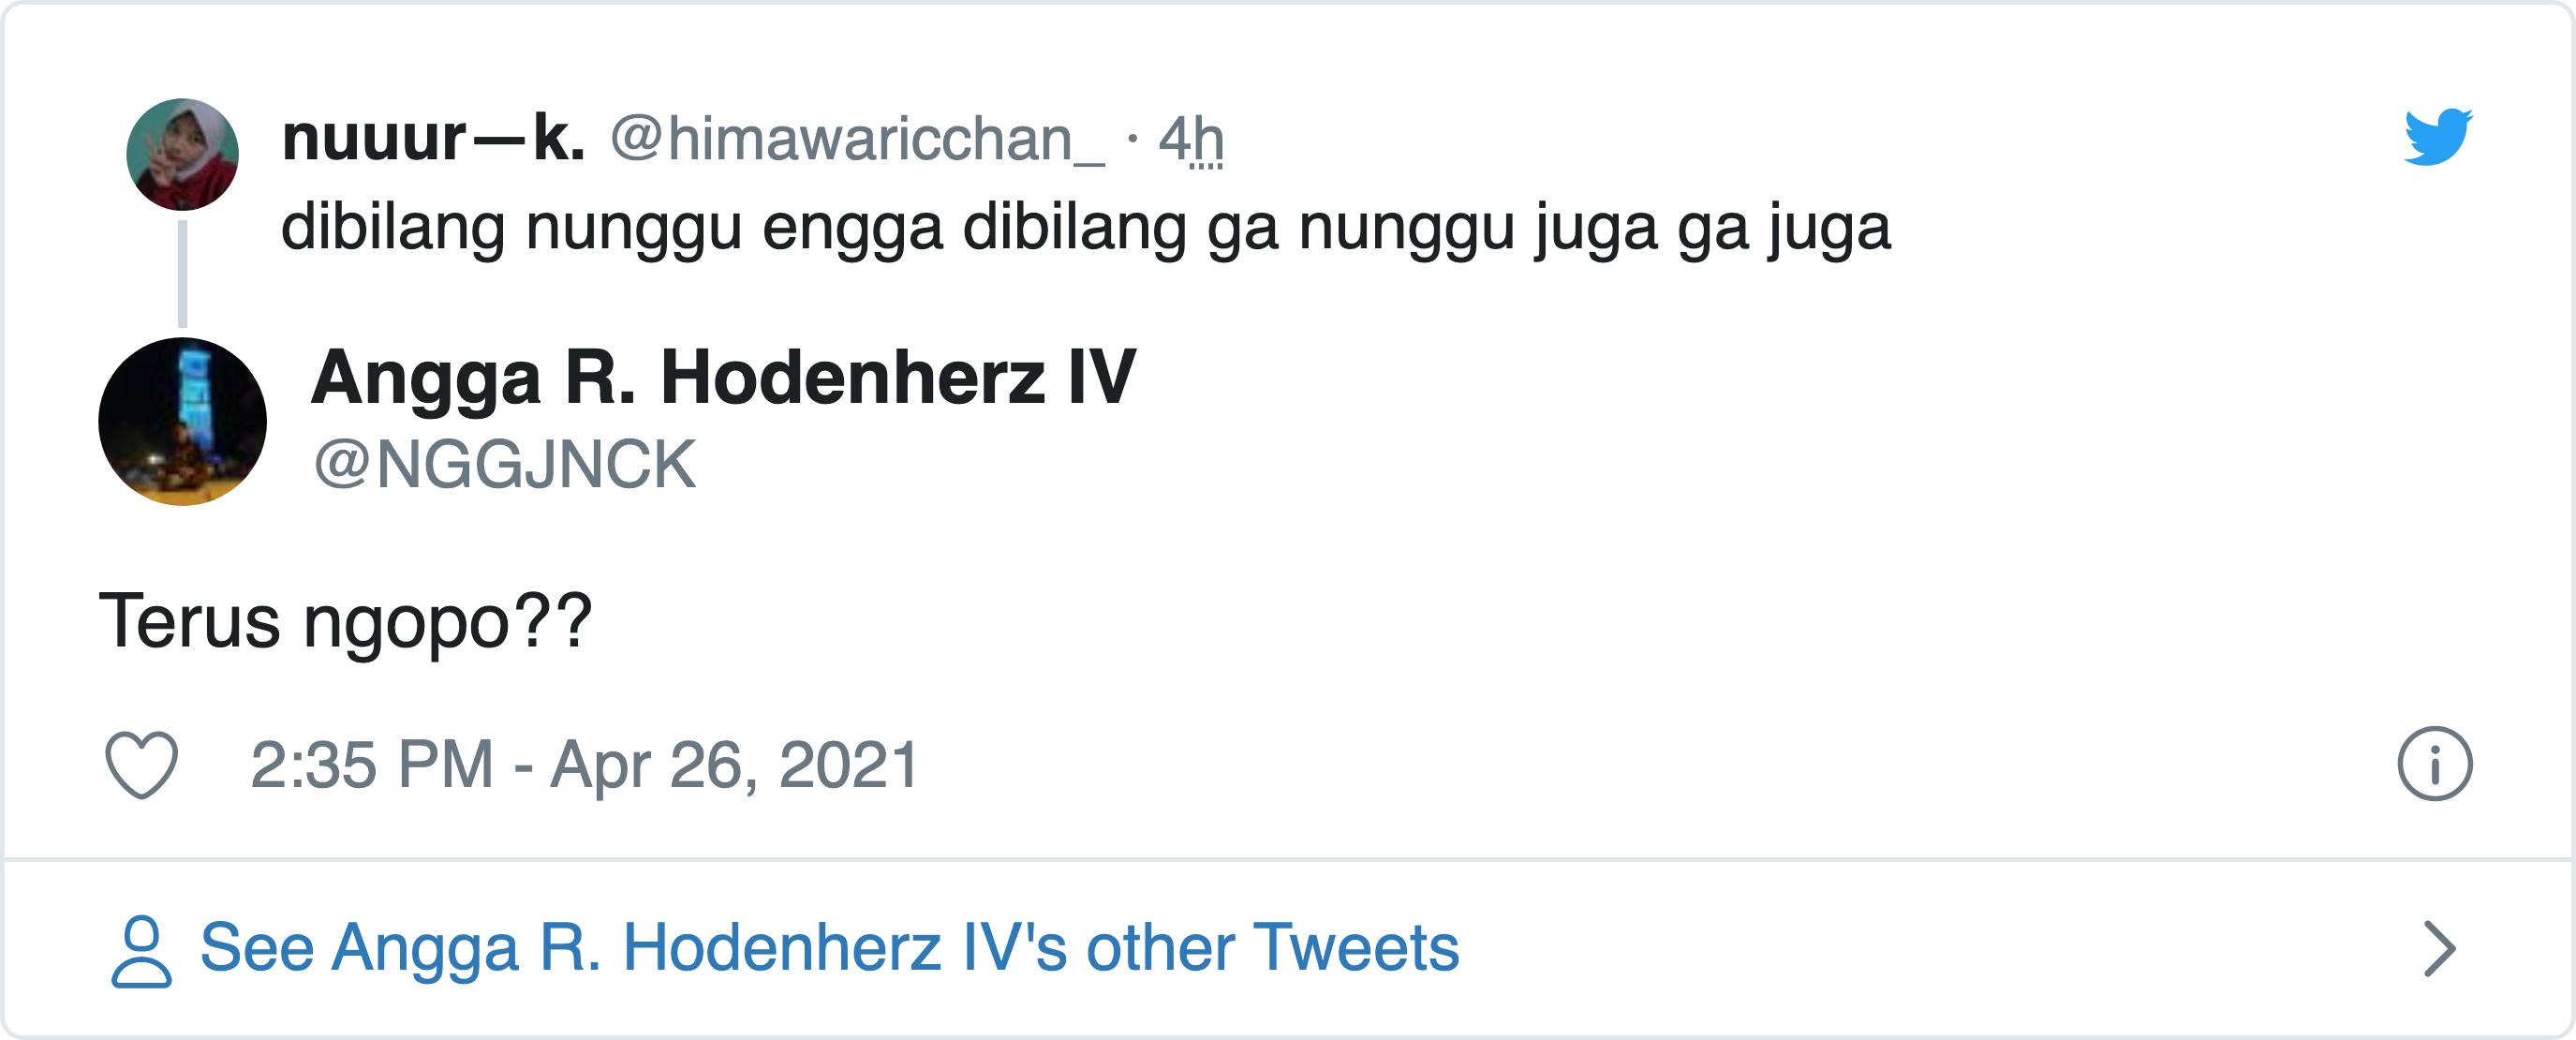 nuuur—k. @himawaricchan_ · 4h
dibilang nunggu engga dibilang ga nunggu juga ga juga
Angga R. Hodenherz IV
@NGGJNCK
Terus ngopo??
2:35 PM - Apr 26, 2021
See Angga R. Hodenherz IV's other Tweets